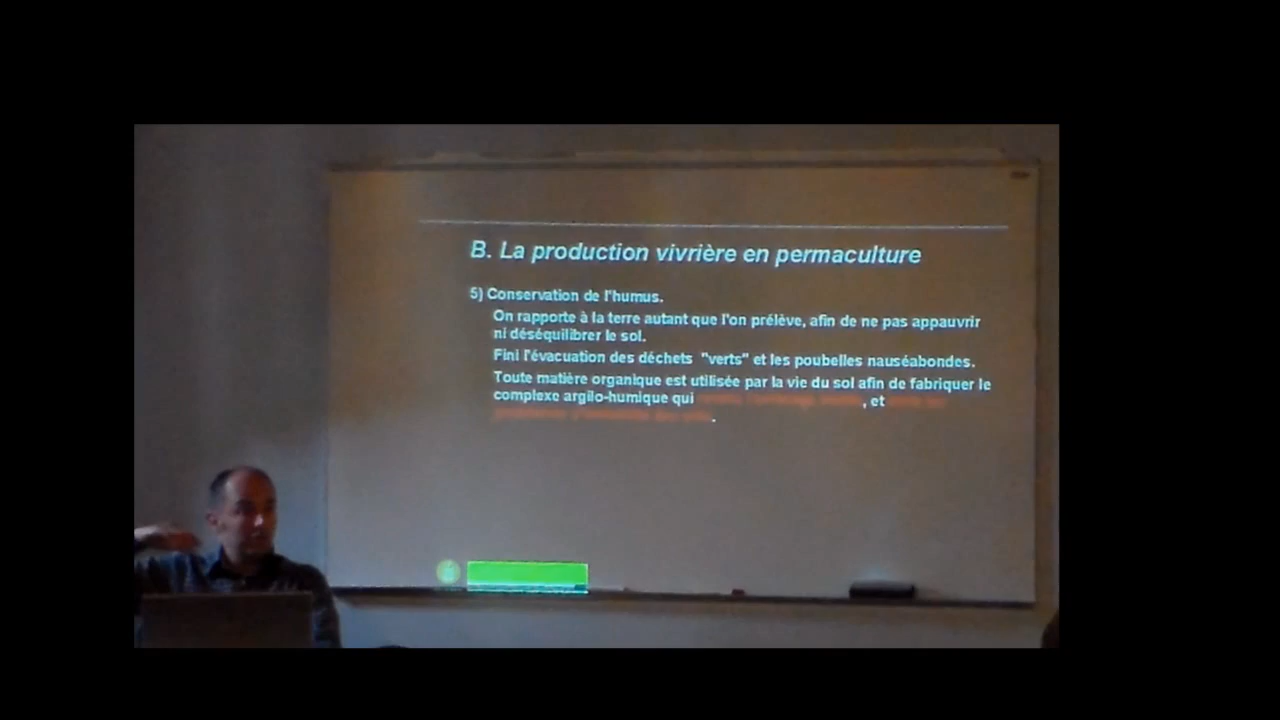 B. La production vivrière en permaculture
5) Conservation de l'humus.
On rapporte à la terre autant que l'on prélève, afin de ne pas appauvrir
ni déséquilibrer le sol.
Fini l'évacuation des déchets "verts" et les poubelles nauséabondes.
Toute matière organique est utilisée par la vie du sol afin de fabriquer le
complexe argilo-humique qui , et
.